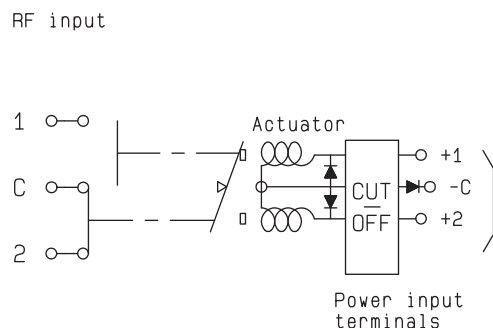 RF input
1
C
2
Actuator
CUT
OFF
+1
-C
+2
Power input
terminals